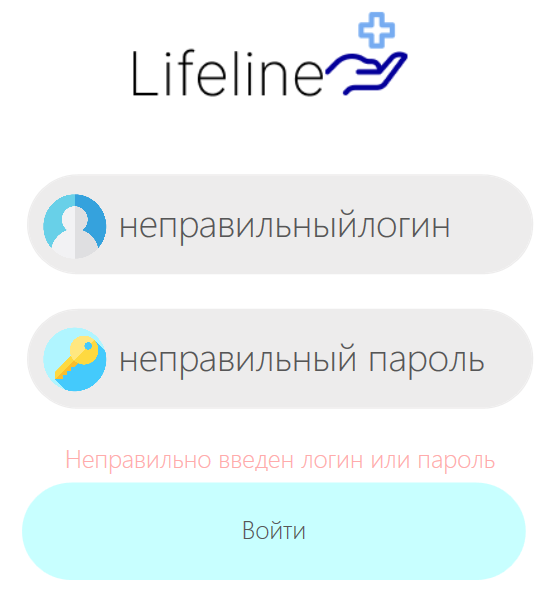 Lifeline
неправильныйлогин
неправильный пароль
Неправильно введен логин или пароль
Войти